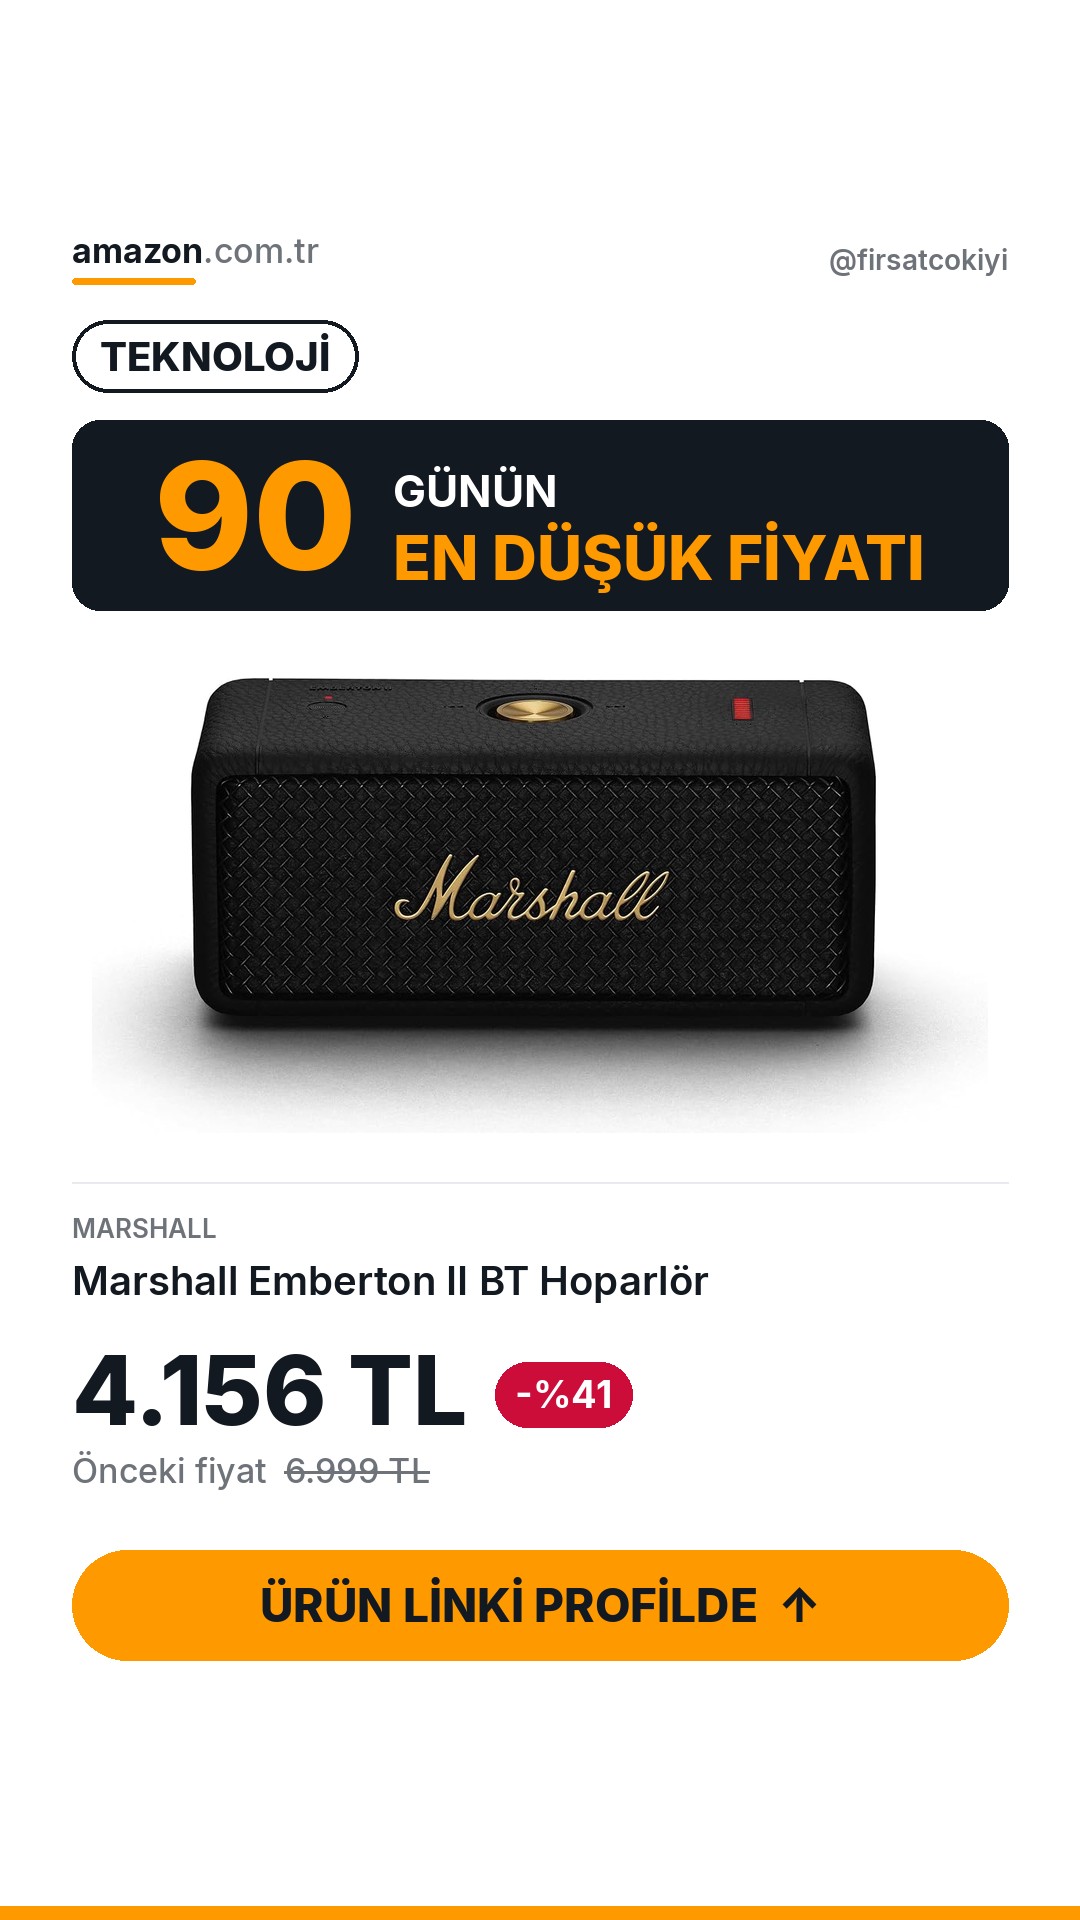 amazon.com.tr
@firsatcokiyi
TEKNOLOJİ
90 GÜNÜN
EN DÜŞÜK FİYATI
Marshall
MARSHALL
Marshall Emberton II BT Hoparlör
4.156 TL -%41
Önceki fiyat 6.999 TL
ÜRÜN LİNKİ PROFİLDE ↑